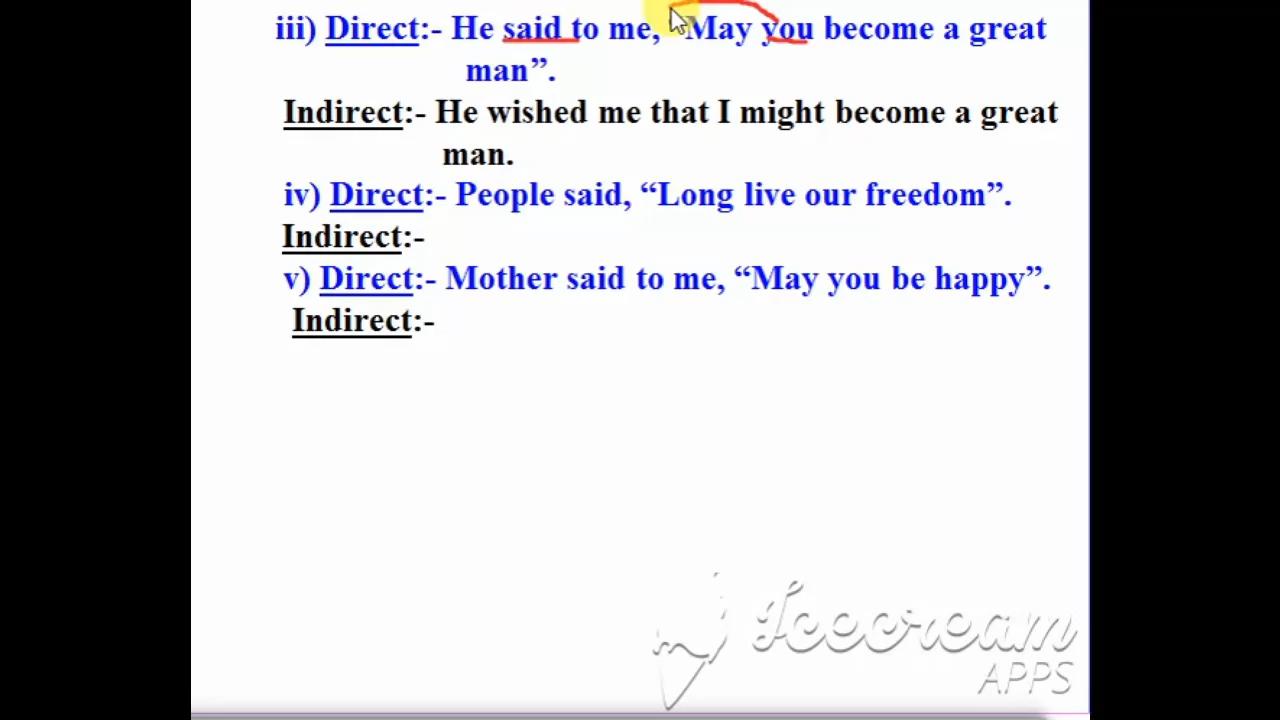 iii) Direct:- He said to me, “May you become a great
man”.
Indirect:- He wished me that I might become a great
man.
iv) Direct:- People said, “Long live our freedom”.
Indirect:-
v) Direct:- Mother said to me, “May you be happy”.
Indirect:-
Icecream
APPS